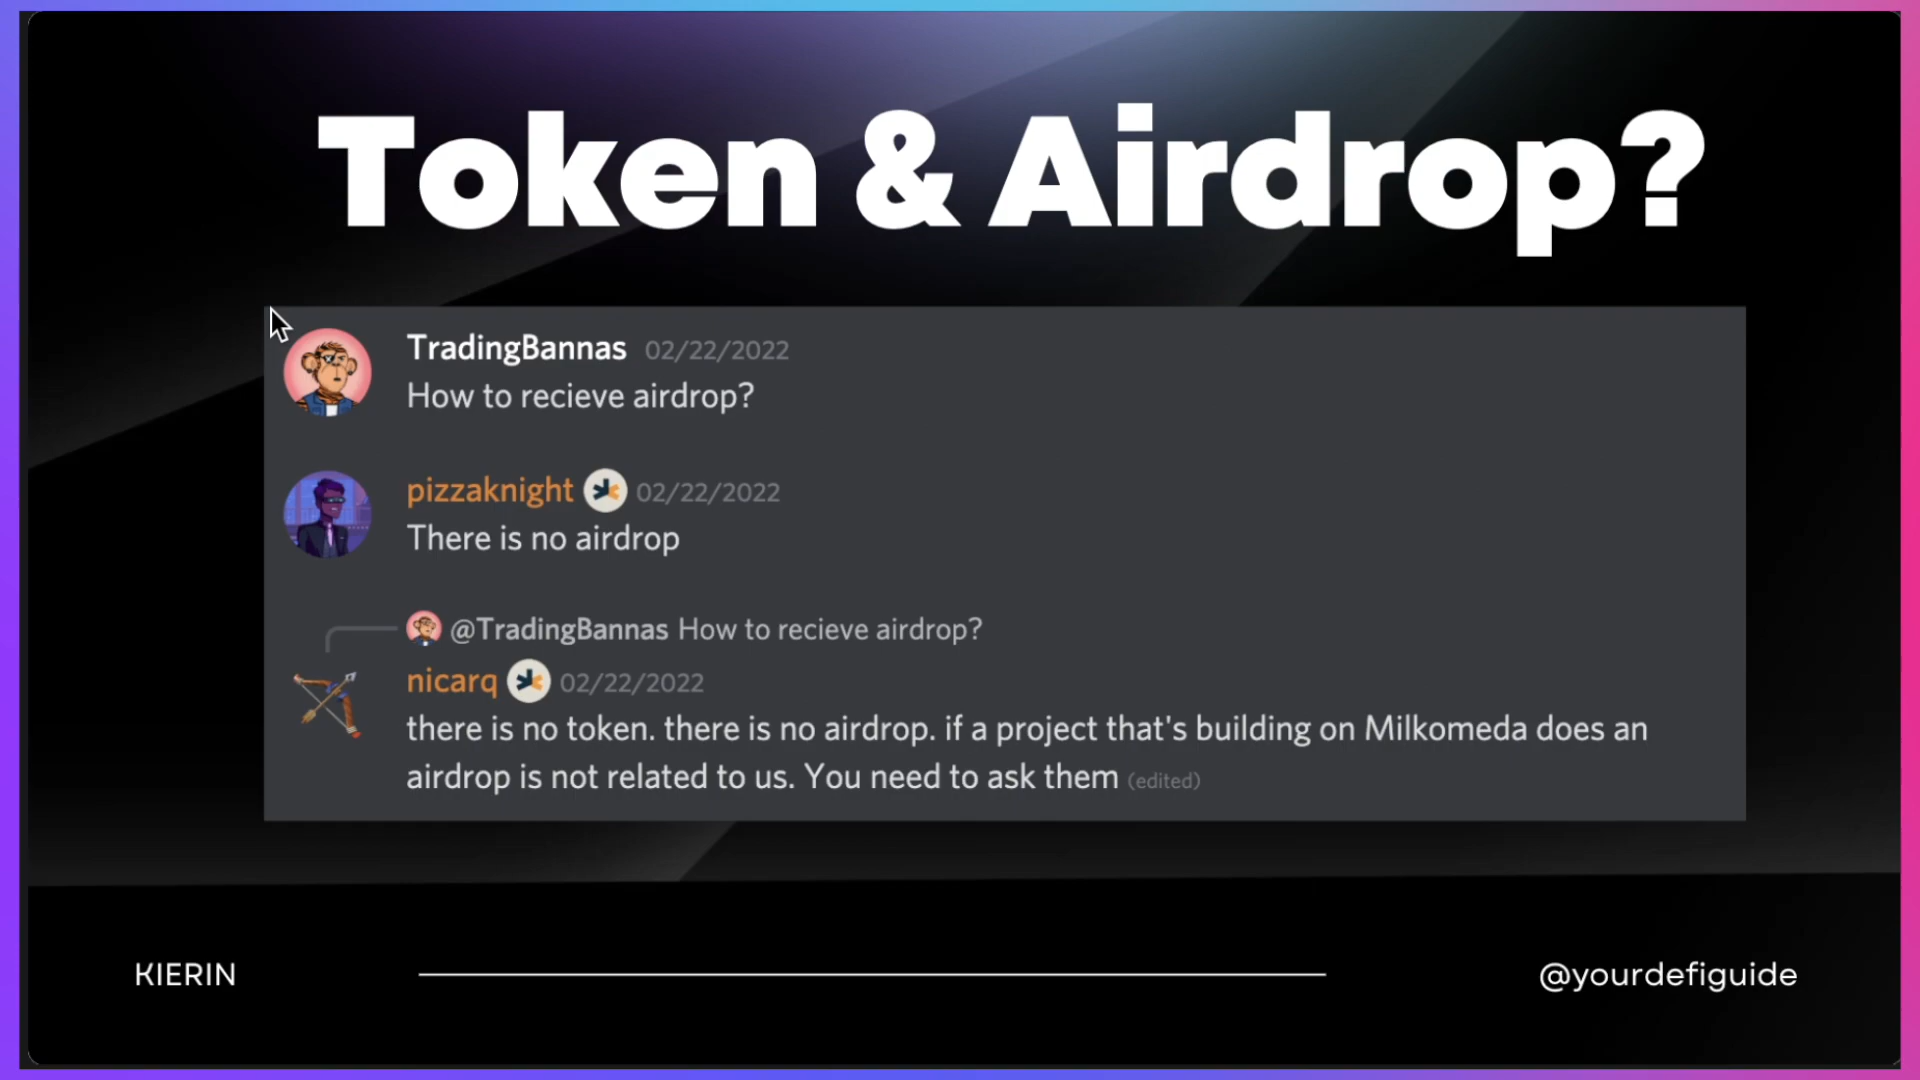 Token & Airdrop?
TradingBannas 02/22/2022
How to recieve airdrop?
pizzaknight 02/22/2022
There is no airdrop
@TradingBannas How to recieve airdrop?
nicarq 02/22/2022
there is no token. there is no airdrop. if a project that's building on Milkomeda does an
airdrop is not related to us. You need to ask them (edited)
KIERIN
@yourdefiguide